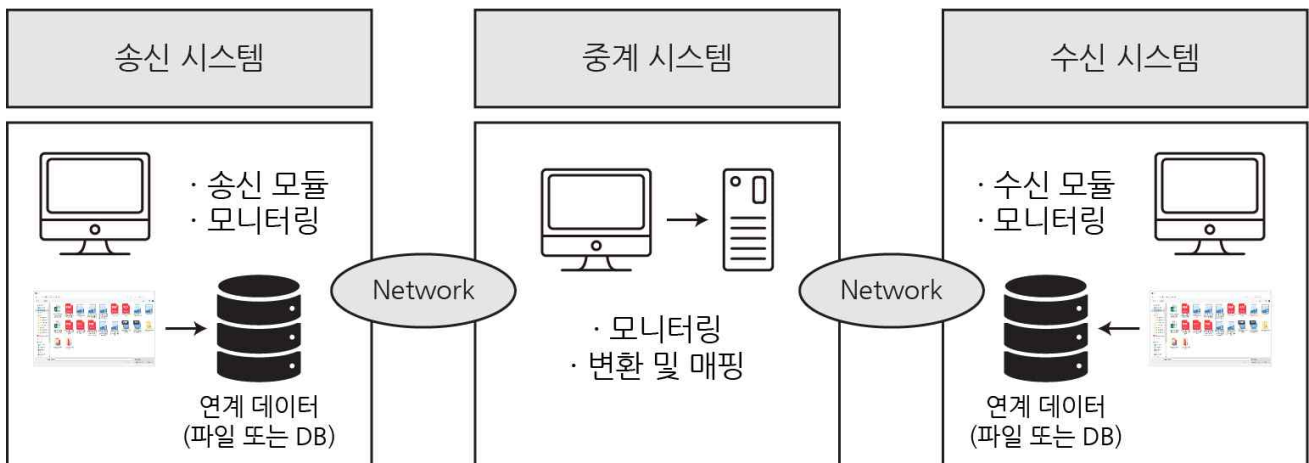 송신 시스템
중계 시스템
수신 시스템
· 송신 모듈
· 모니터링
연계 데이터
(파일 또는 DB)
Network
· 모니터링
· 변환 및 매핑
Network
· 수신 모듈
· 모니터링
연계 데이터
(파일 또는 DB)